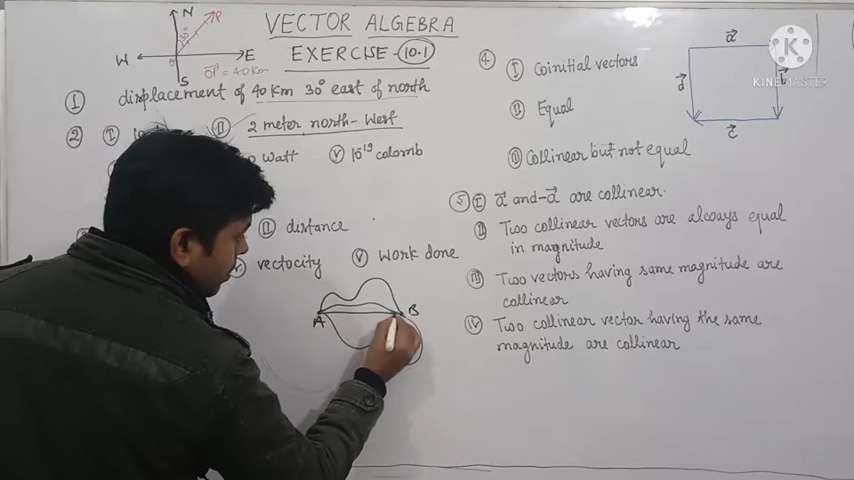 VECTOR ALGEBRA
EXERCISE-10.1
N
W
E
S
O
P
30°
OP = 40Km
① displacement of 40 Km 30° east of north
② I 10
II 2 meter north-West
watt
V 10¹⁹ colomb
II distance
vectocity
V Work done
A
B
④ I Coinitial vectors
II Equal
III Collinear but not equal
a
d
c
K
KINEMASTER
⑤ I a and -a are collinear.
II Two collinear vectors are always equal
in magnitude
III Two vectors having same magnitude are
collinear
IV Two collinear vector having the same
magnitude are collinear